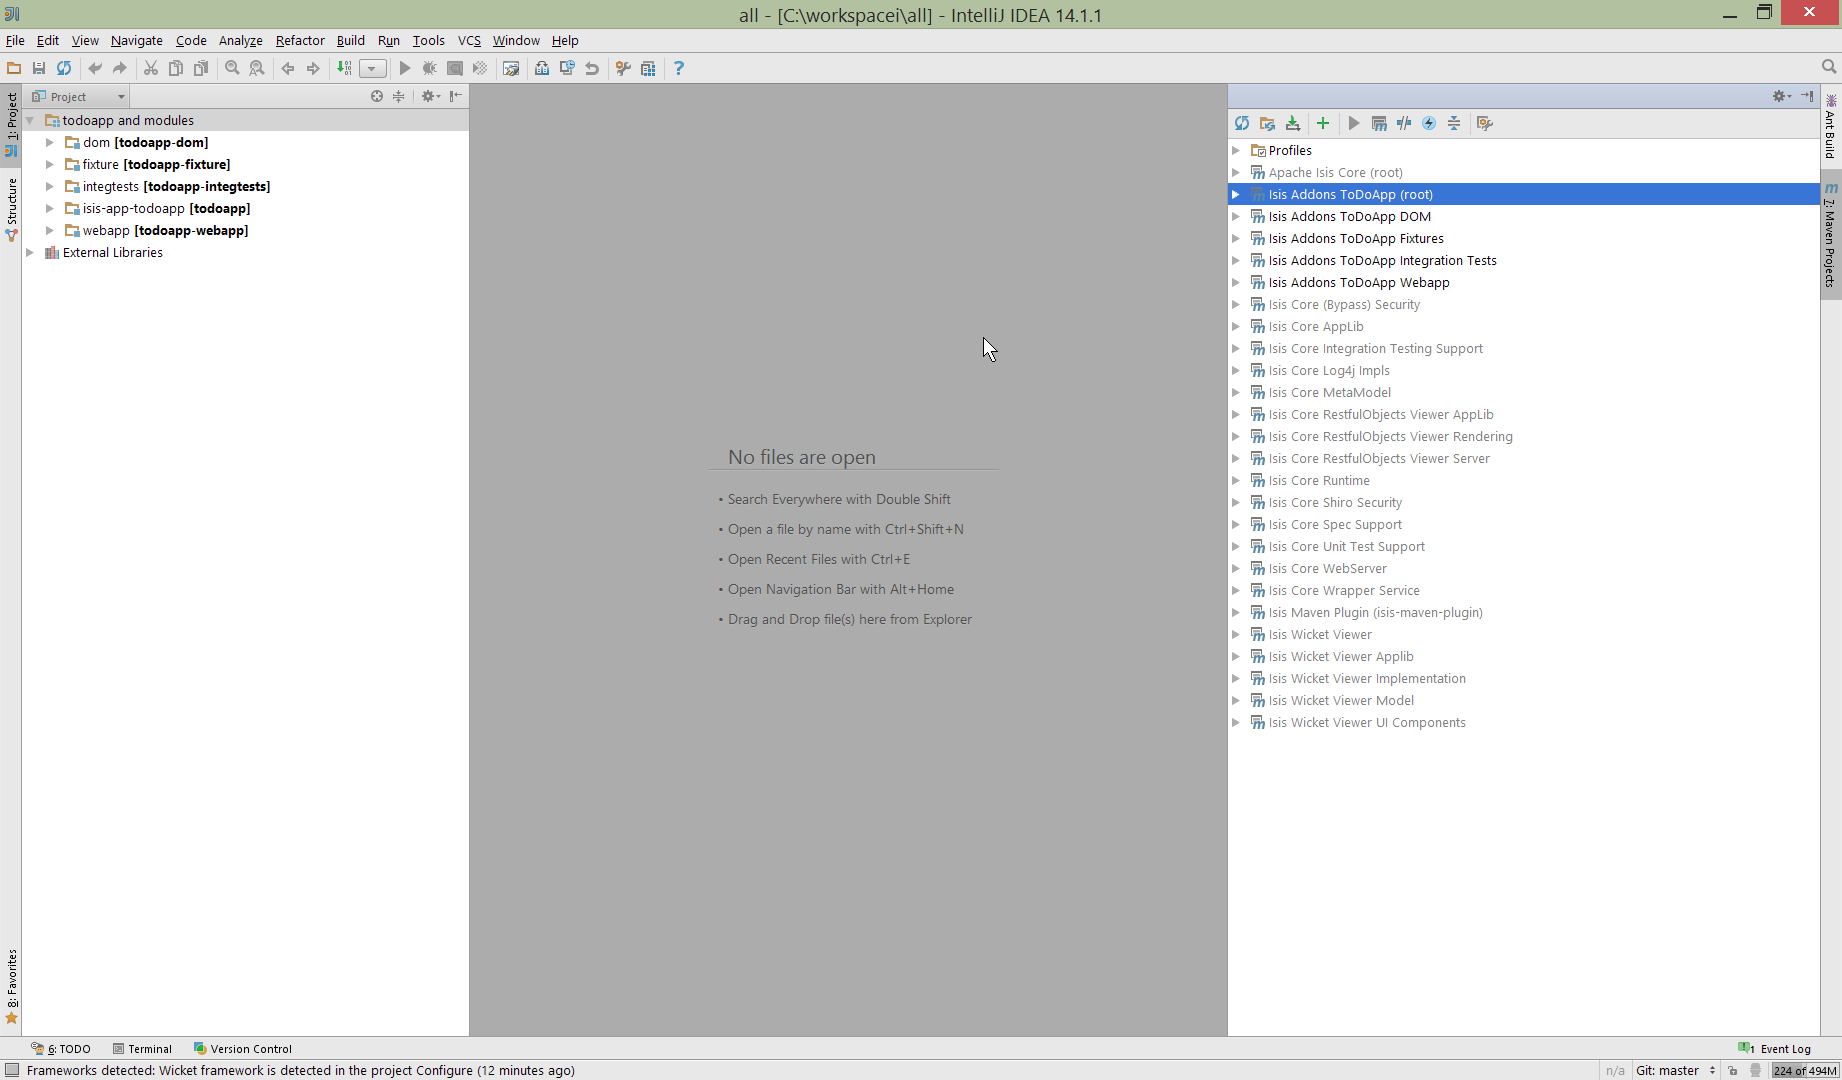 all - [C:\workspacei\all] - IntelliJ IDEA 14.1.1
File Edit View Navigate Code Analyze Refactor Build Run Tools VCS Window Help
Project
1: Project
Structure
8: Favorites
todoapp and modules
dom [todoapp-dom]
fixture [todoapp-fixture]
integtests [todoapp-integtests]
isis-app-todoapp [todoapp]
webapp [todoapp-webapp]
External Libraries
No files are open
• Search Everywhere with Double Shift
• Open a file by name with Ctrl+Shift+N
• Open Recent Files with Ctrl+E
• Open Navigation Bar with Alt+Home
• Drag and Drop file(s) here from Explorer
Profiles
Apache Isis Core (root)
Isis Addons ToDoApp (root)
Isis Addons ToDoApp DOM
Isis Addons ToDoApp Fixtures
Isis Addons ToDoApp Integration Tests
Isis Addons ToDoApp Webapp
Isis Core (Bypass) Security
Isis Core AppLib
Isis Core Integration Testing Support
Isis Core Log4j Impls
Isis Core MetaModel
Isis Core RestfulObjects Viewer AppLib
Isis Core RestfulObjects Viewer Rendering
Isis Core RestfulObjects Viewer Server
Isis Core Runtime
Isis Core Shiro Security
Isis Core Spec Support
Isis Core Unit Test Support
Isis Core WebServer
Isis Core Wrapper Service
Isis Maven Plugin (isis-maven-plugin)
Isis Wicket Viewer
Isis Wicket Viewer Applib
Isis Wicket Viewer Implementation
Isis Wicket Viewer Model
Isis Wicket Viewer UI Components
Ant Build
7: Maven Projects
6: TODO Terminal Version Control
1 Event Log
Frameworks detected: Wicket framework is detected in the project Configure (12 minutes ago)
n/a Git: master 224 of 494M